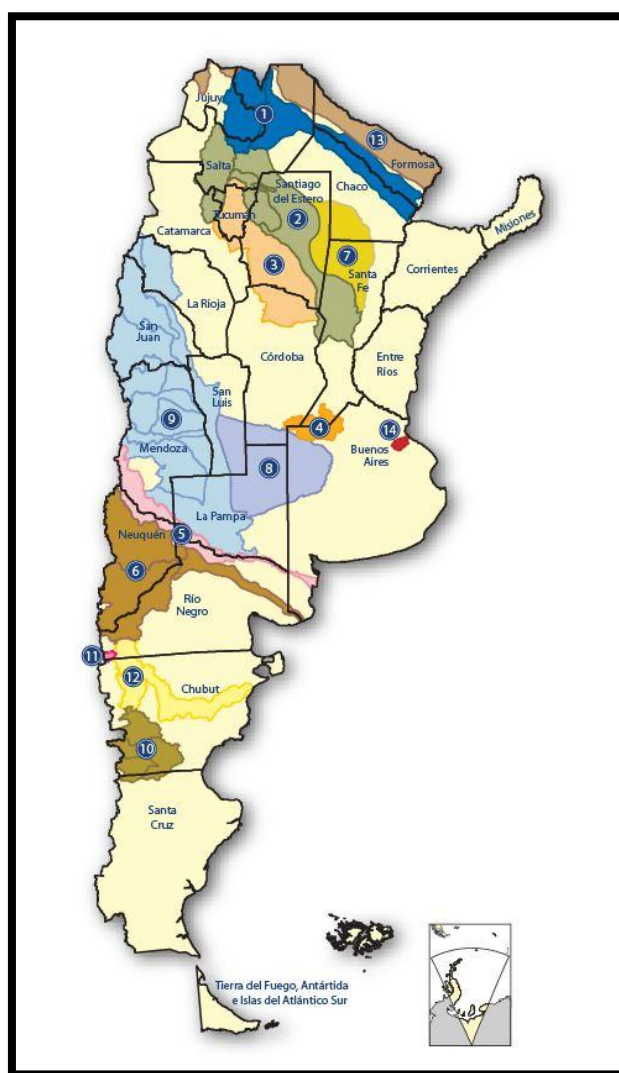 Jujuy
1
13
Formosa
Salta
Chaco
Santiago
del Estero
Misiones
Tucumán
2
Catamarca
7
Corrientes
3
Santa
Fe
La Rioja
San
Juan
Córdoba
Entre
Ríos
San
Luis
9
4
14
Mendoza
Buenos
Aires
8
La Pampa
Neuquén
5
6
Río
Negro
11
12
Chubut
10
Santa
Cruz
Tierra del Fuego, Antártida
e Islas del Atlántico Sur